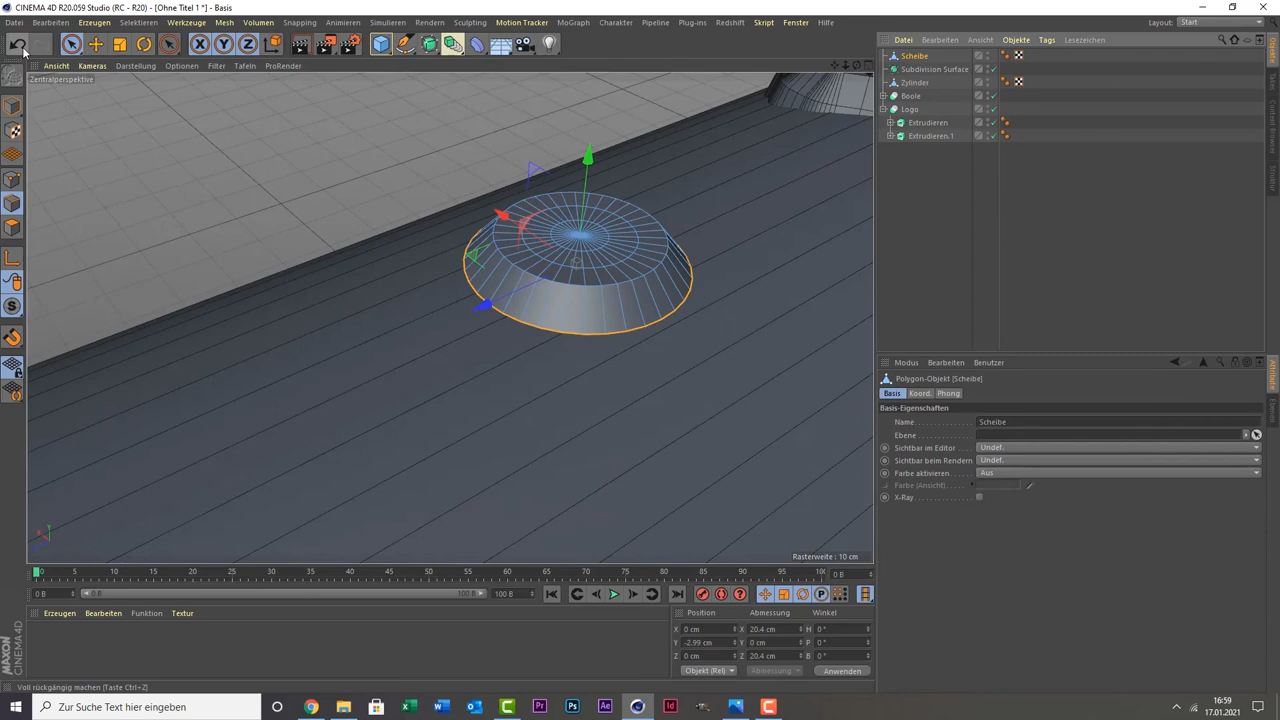 CINEMA 4D R20.059 Studio (RC - R20) - [Ohne Titel 1 *] - Basis
Datei Bearbeiten Erzeugen Selektieren Werkzeuge Mesh Volumen Snapping Animieren Simulieren Rendern Sculpting Motion Tracker MoGraph Character Pipeline Plug-ins Redshift Skript Fenster Hilfe
Layout: Start
Datei Bearbeiten Ansicht Objekte Tags Lesezeichen
Ansicht Kameras Darstellung Optionen Filter Tafeln ProRender
Zentralperspektive
Scheibe
Subdivision Surface
Zylinder
Boole
Logo
Extrudieren
Extrudieren.1
Objekte
Takes
Content Browser
Struktur
Modus Bearbeiten Benutzer
Polygon-Objekt [Scheibe]
Basis Koord. Phong
Basis-Eigenschaften
Name Scheibe
Ebene
Sichtbar im Editor Undef.
Sichtbar beim Rendern Undef.
Farbe aktivieren Aus
Farbe (Ansicht)
X-Ray
Attribute
Ebenen
Rasterweite : 10 cm
0 5 10 15 20 25 30 35 40 45 50 55 60 65 70 75 80 85 90 95 100 0 B
0 B 0 B 100 B 100 B
Erzeugen Bearbeiten Funktion Textur
Position Abmessung Winkel
X 0 cm X 20.4 cm H 0 °
Y -2.99 cm Y 0 cm P 0 °
Z 0 cm Z 20.4 cm B 0 °
Objekt (Rel) Abmessung Anwenden
MAXON
CINEMA 4D
Voll rückgängig machen [Taste Ctrl+Z]
Zur Suche Text hier eingeben
16:59
17.01.2021